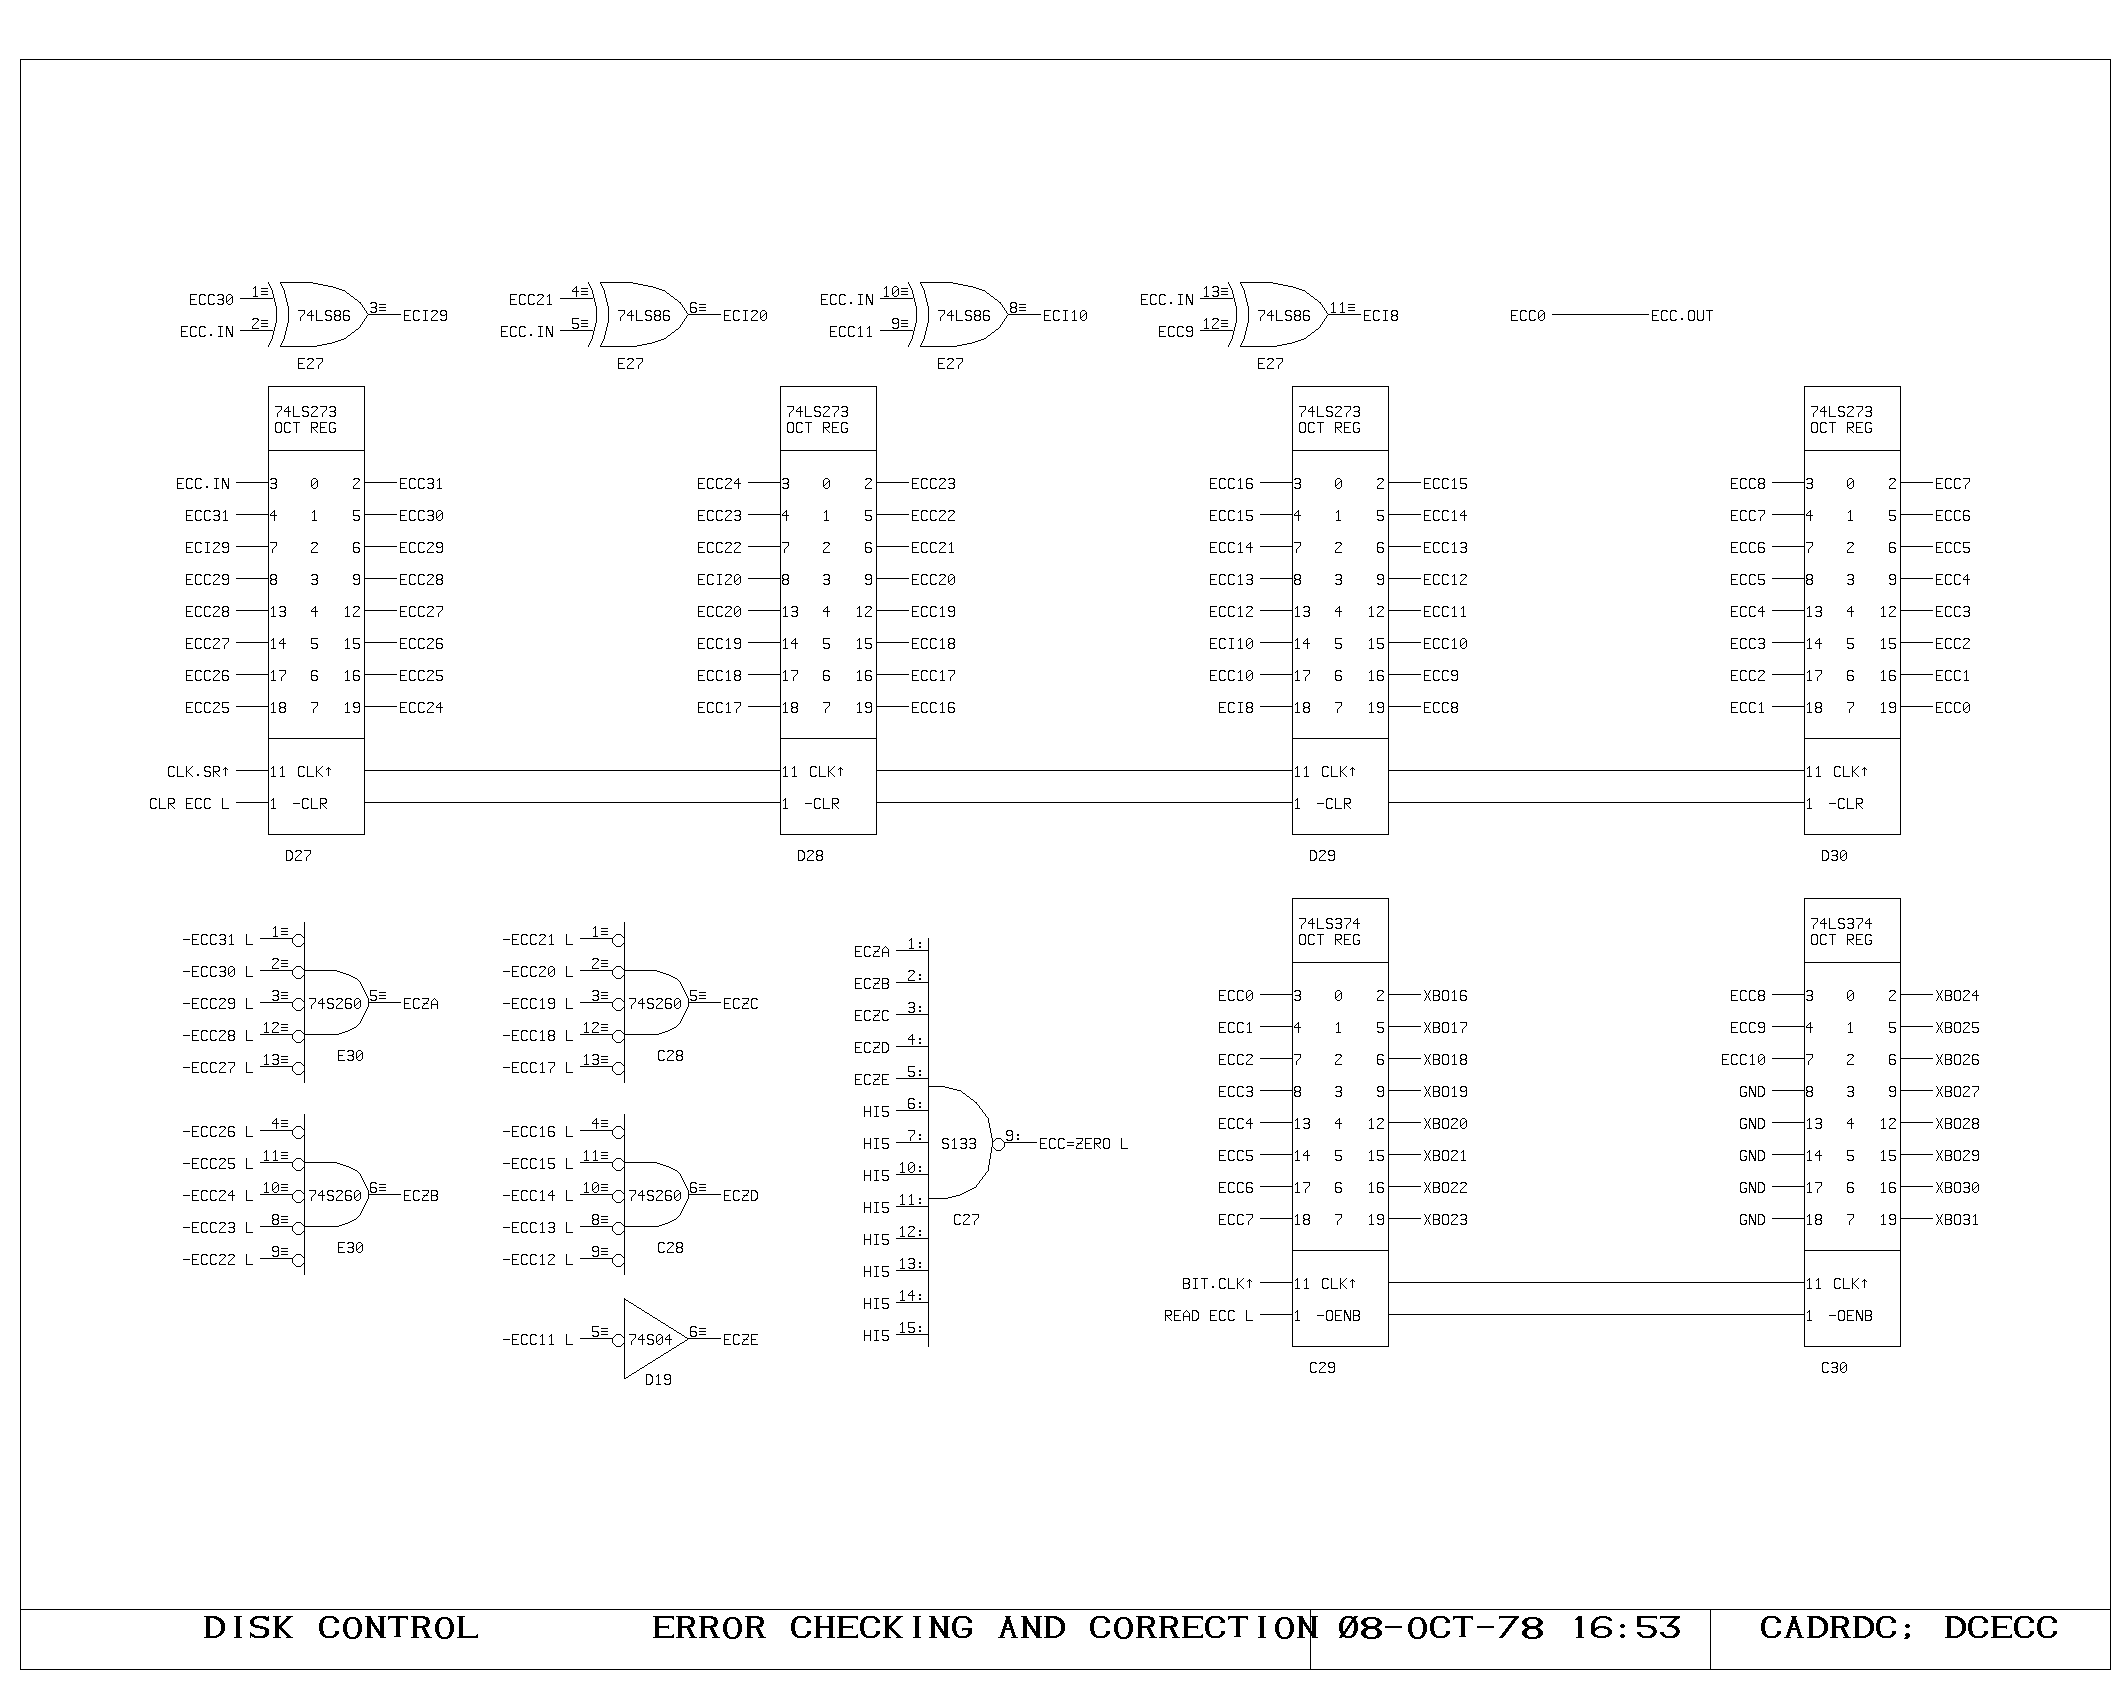 ECC30 1≡ 74LS86 3≡ ECI29
ECC.IN 2≡
E27
ECC21 4≡ 74LS86 6≡ ECI20
ECC.IN 5≡
E27
ECC.IN 10≡ 74LS86 8≡ ECI10
ECC11 9≡
E27
ECC.IN 13≡ 74LS86 11≡ ECI8
ECC9 12≡
E27
ECC0 ECC.OUT
74LS273
OCT REG
ECC.IN 3 0 2 ECC31
ECC31 4 1 5 ECC30
ECI29 7 2 6 ECC29
ECC29 8 3 9 ECC28
ECC28 13 4 12 ECC27
ECC27 14 5 15 ECC26
ECC26 17 6 16 ECC25
ECC25 18 7 19 ECC24
CLK.SR↑ 11 CLK↑
CLR ECC L 1 -CLR
D27
74LS273
OCT REG
ECC24 3 0 2 ECC23
ECC23 4 1 5 ECC22
ECC22 7 2 6 ECC21
ECI20 8 3 9 ECC20
ECC20 13 4 12 ECC19
ECC19 14 5 15 ECC18
ECC18 17 6 16 ECC17
ECC17 18 7 19 ECC16
11 CLK↑
1 -CLR
D28
74LS273
OCT REG
ECC16 3 0 2 ECC15
ECC15 4 1 5 ECC14
ECC14 7 2 6 ECC13
ECC13 8 3 9 ECC12
ECC12 13 4 12 ECC11
ECI10 14 5 15 ECC10
ECC10 17 6 16 ECC9
ECI8 18 7 19 ECC8
11 CLK↑
1 -CLR
D29
74LS273
OCT REG
ECC8 3 0 2 ECC7
ECC7 4 1 5 ECC6
ECC6 7 2 6 ECC5
ECC5 8 3 9 ECC4
ECC4 13 4 12 ECC3
ECC3 14 5 15 ECC2
ECC2 17 6 16 ECC1
ECC1 18 7 19 ECC0
11 CLK↑
1 -CLR
D30
-ECC31 L 1≡
-ECC30 L 2≡
-ECC29 L 3≡ 74S260 5≡ ECZA
-ECC28 L 12≡
-ECC27 L 13≡
E30
-ECC26 L 4≡
-ECC25 L 11≡
-ECC24 L 10≡ 74S260 6≡ ECZB
-ECC23 L 8≡
-ECC22 L 9≡
E30
-ECC21 L 1≡
-ECC20 L 2≡
-ECC19 L 3≡ 74S260 5≡ ECZC
-ECC18 L 12≡
-ECC17 L 13≡
C28
-ECC16 L 4≡
-ECC15 L 11≡
-ECC14 L 10≡ 74S260 6≡ ECZD
-ECC13 L 8≡
-ECC12 L 9≡
C28
-ECC11 L 5≡ 74S04 6≡ ECZE
D19
ECZA 1:
ECZB 2:
ECZC 3:
ECZD 4:
ECZE 5:
HI5 6:
HI5 7: S133 9: ECC=ZERO L
HI5 10:
HI5 11:
C27
HI5 12:
HI5 13:
HI5 14:
HI5 15:
74LS374
OCT REG
ECC0 3 0 2 XBO16
ECC1 4 1 5 XBO17
ECC2 7 2 6 XBO18
ECC3 8 3 9 XBO19
ECC4 13 4 12 XBO20
ECC5 14 5 15 XBO21
ECC6 17 6 16 XBO22
ECC7 18 7 19 XBO23
BIT.CLK↑ 11 CLK↑
READ ECC L 1 -OENB
C29
74LS374
OCT REG
ECC8 3 0 2 XBO24
ECC9 4 1 5 XBO25
ECC10 7 2 6 XBO26
GND 8 3 9 XBO27
GND 13 4 12 XBO28
GND 14 5 15 XBO29
GND 17 6 16 XBO30
GND 18 7 19 XBO31
11 CLK↑
1 -OENB
C30
DISK CONTROL ERROR CHECKING AND CORRECTION 08-OCT-78 16:53 CADRDC; DCECC